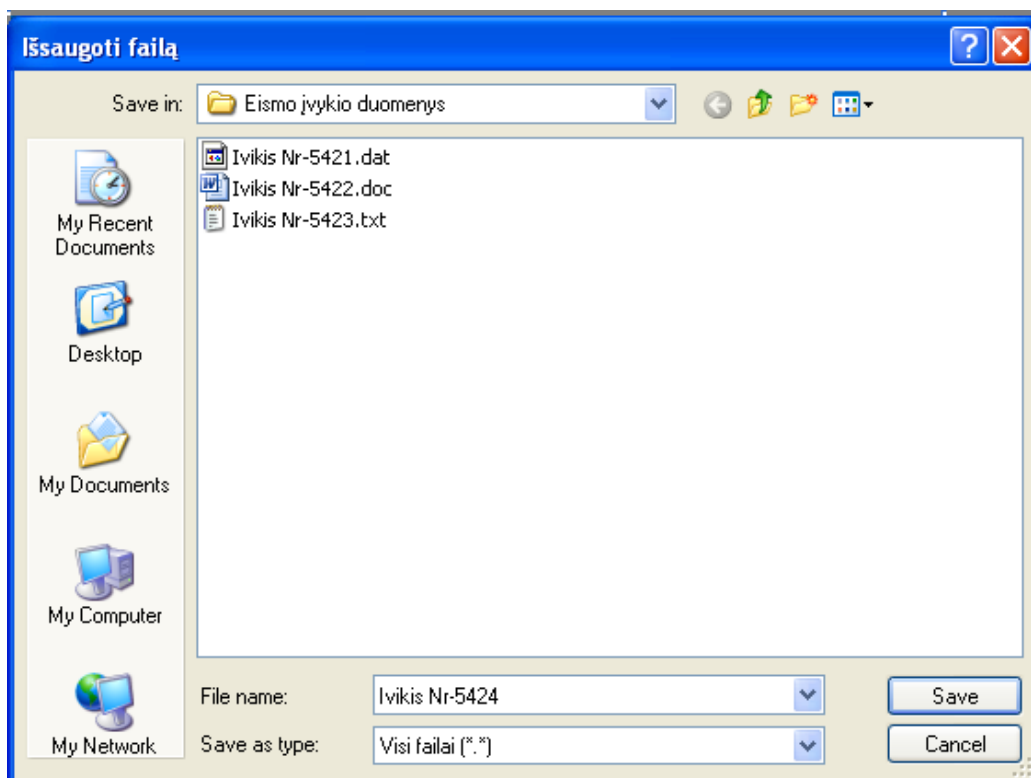 Išsaugoti failą
Save in: Eismo įvykio duomenys
Ivikis Nr-5421.dat
Ivikis Nr-5422.doc
Ivikis Nr-5423.txt
My Recent
Documents
Desktop
My Documents
My Computer
My Network
File name: Ivikis Nr-5424 Save
Save as type: Visi failai (*.*) Cancel